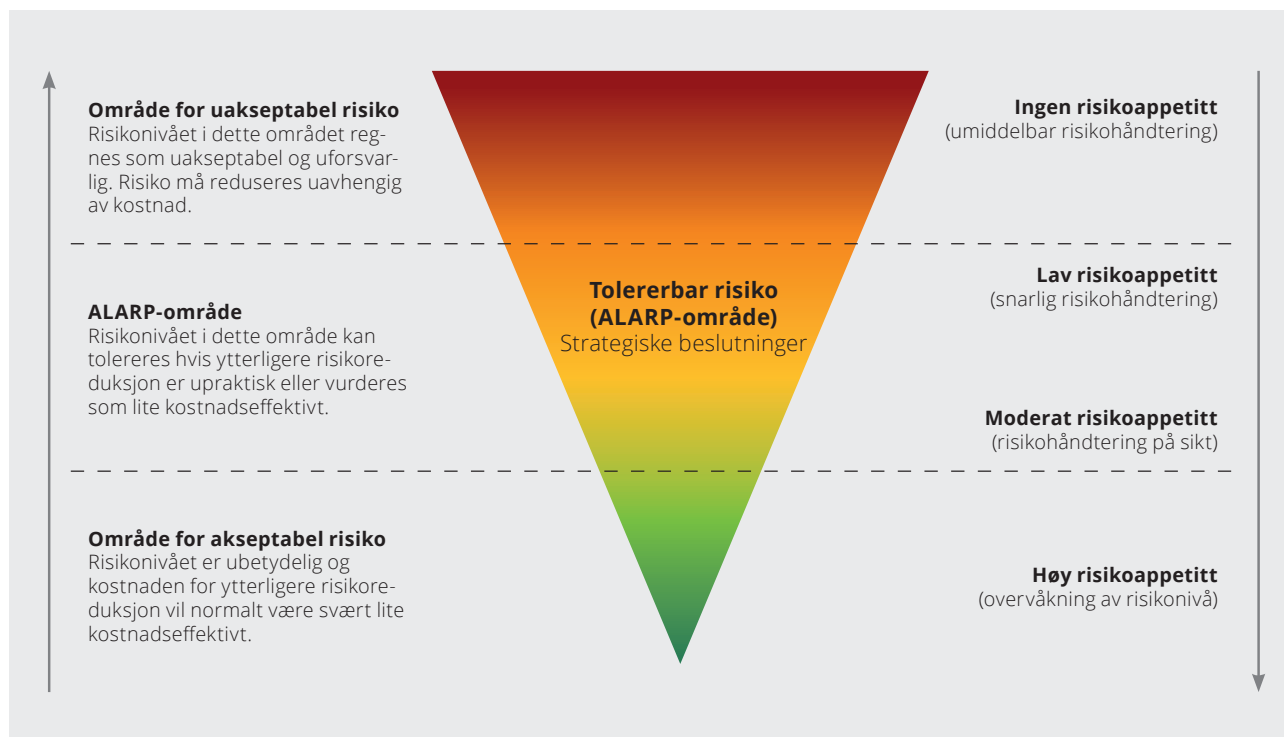 Område for uakseptabel risiko
Risikonivået i dette området reg-
nes som uakseptabel og uforsvar-
lig. Risiko må reduseres uavhengig
av kostnad.
Ingen risikoappetitt
(umiddelbar risikohåndtering)
ALARP-område
Risikonivået i dette område kan
tolereres hvis ytterligere risikore-
duksjon er upraktisk eller vurderes
som lite kostnadseffektivt.
Tolererbar risiko
(ALARP-område)
Strategiske beslutninger
Lav risikoappetitt
(snarlig risikohåndtering)
Moderat risikoappetitt
(risikohåndtering på sikt)
Område for akseptabel risiko
Risikonivået er ubetydelig og
kostnaden for ytterligere risikore-
duksjon vil normalt være svært lite
kostnadseffektivt.
Høy risikoappetitt
(overvåkning av risikonivå)